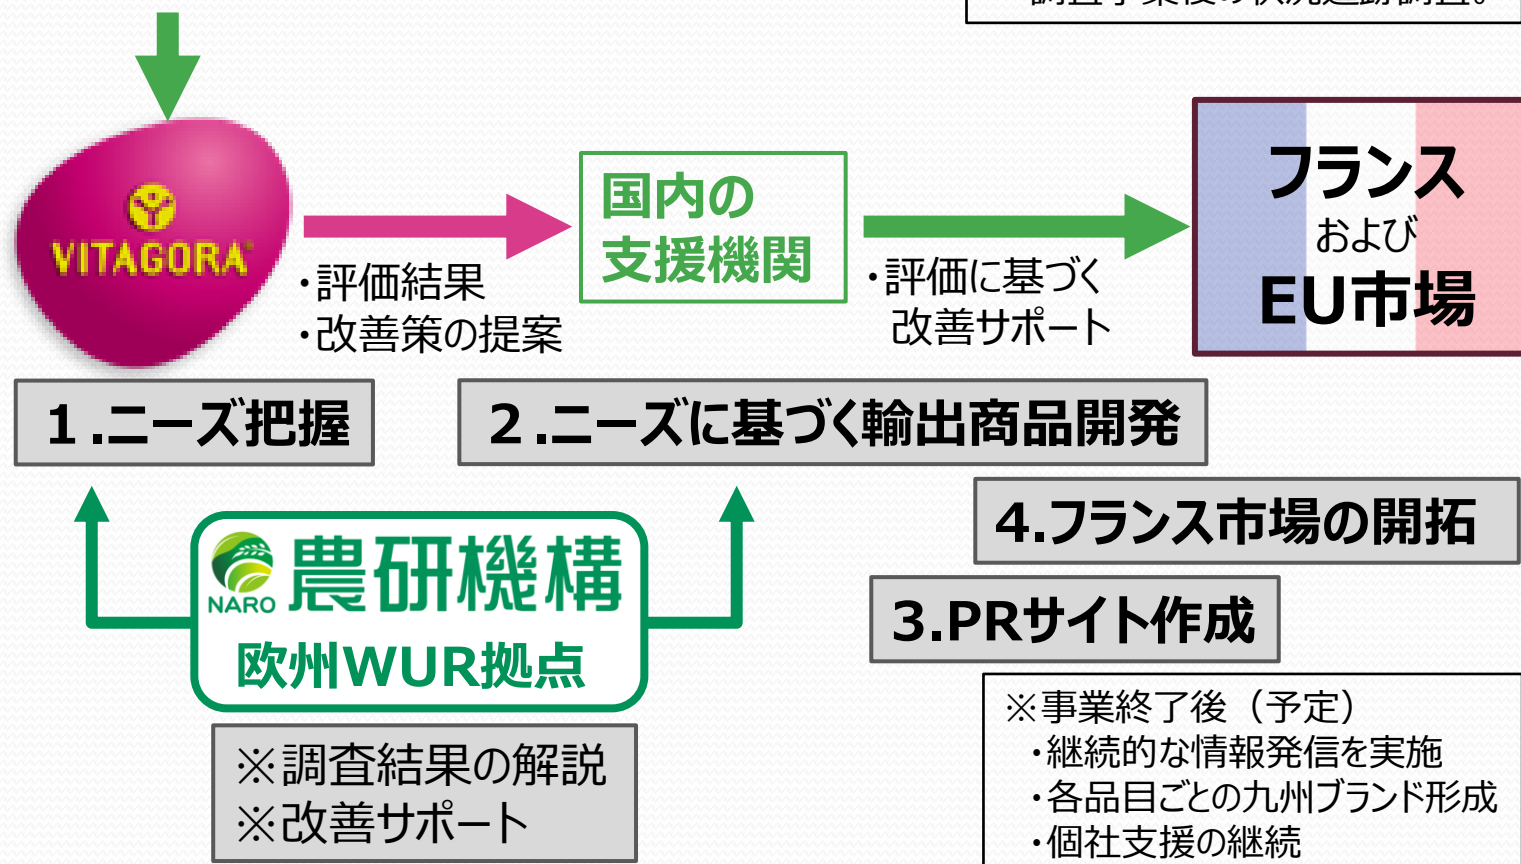 VITAGORA®
・評価結果
・改善策の提案
国内の
支援機関
・評価に基づく
改善サポート
フランス
および
EU市場
１.ニーズ把握
２.ニーズに基づく輸出商品開発
4.フランス市場の開拓
3.PRサイト作成
NARO 農研機構
欧州WUR拠点
※調査結果の解説
※改善サポート
※事業終了後（予定）
・継続的な情報発信を実施
・各品目ごとの九州ブランド形成
・個社支援の継続